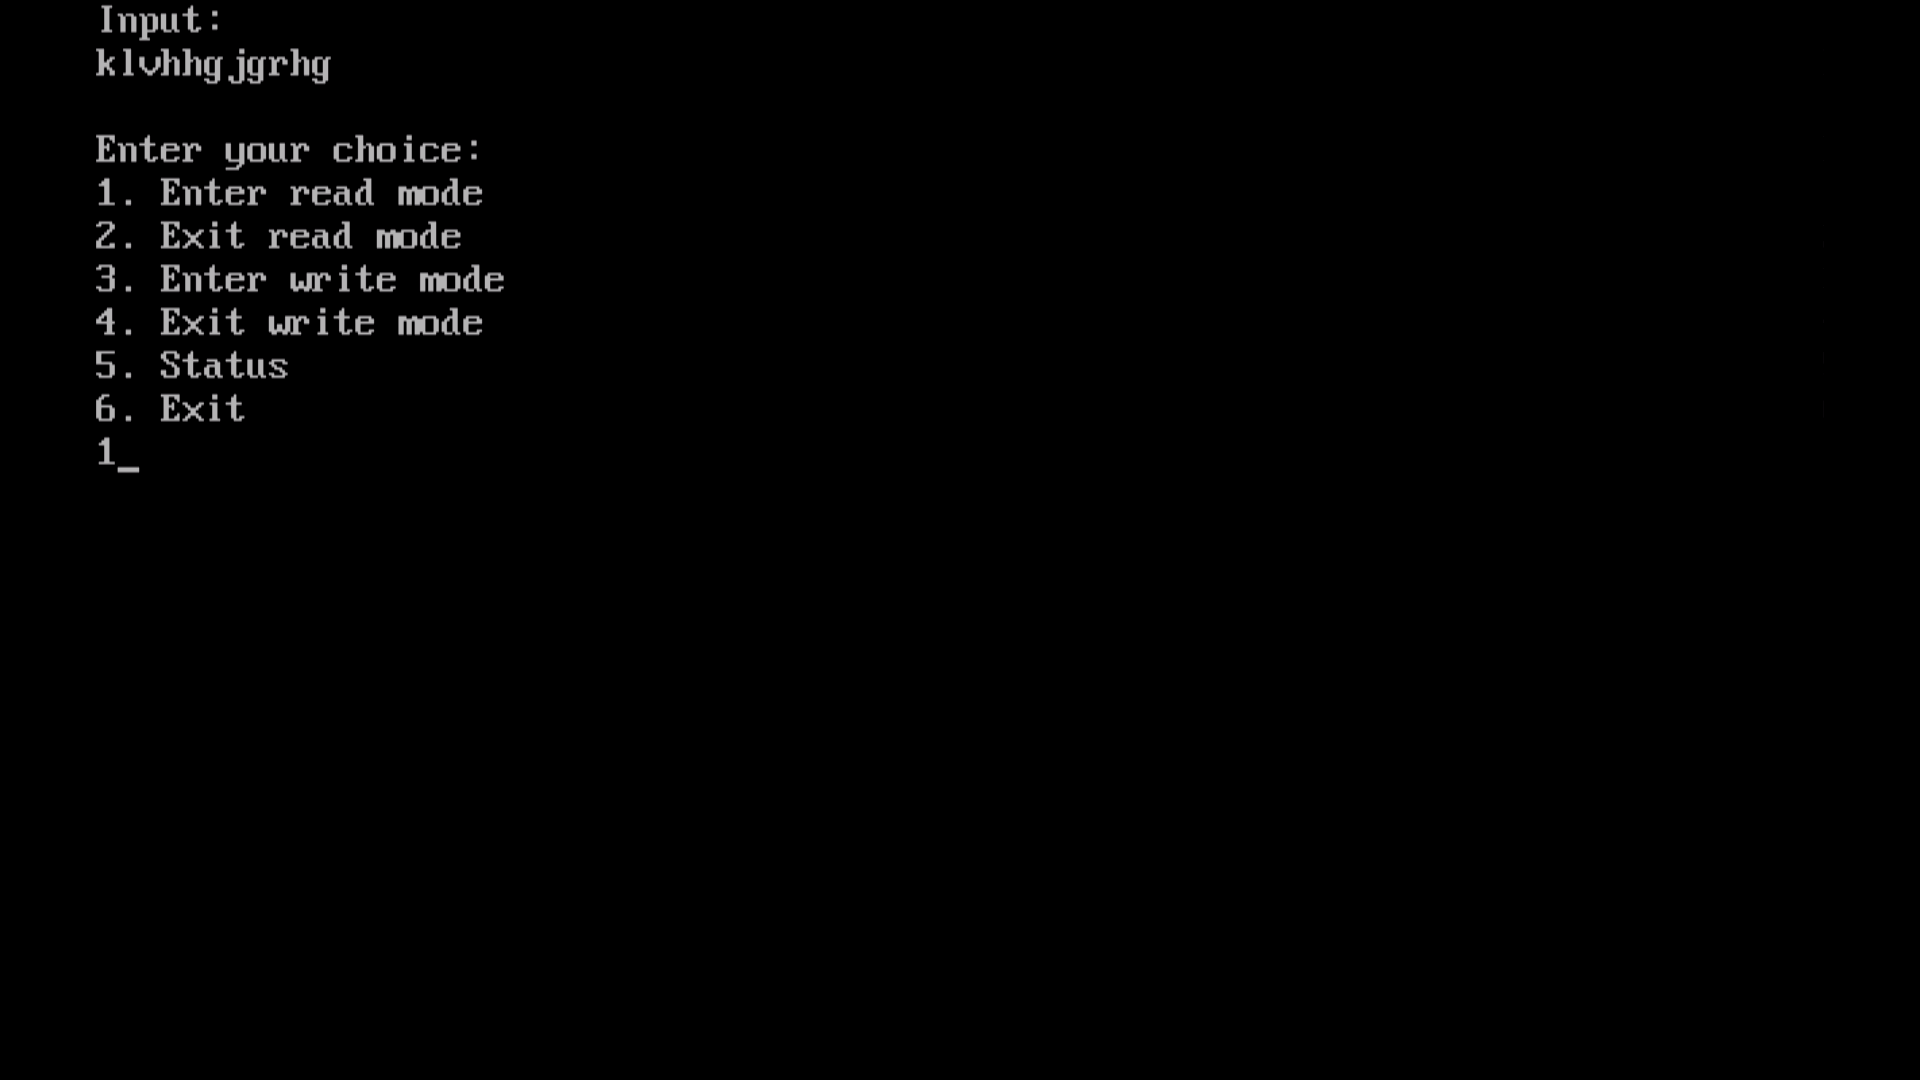 Input:
klvhhgjgrhg
Enter your choice:
1. Enter read mode
2. Exit read mode
3. Enter write mode
4. Exit write mode
5. Status
6. Exit
1_